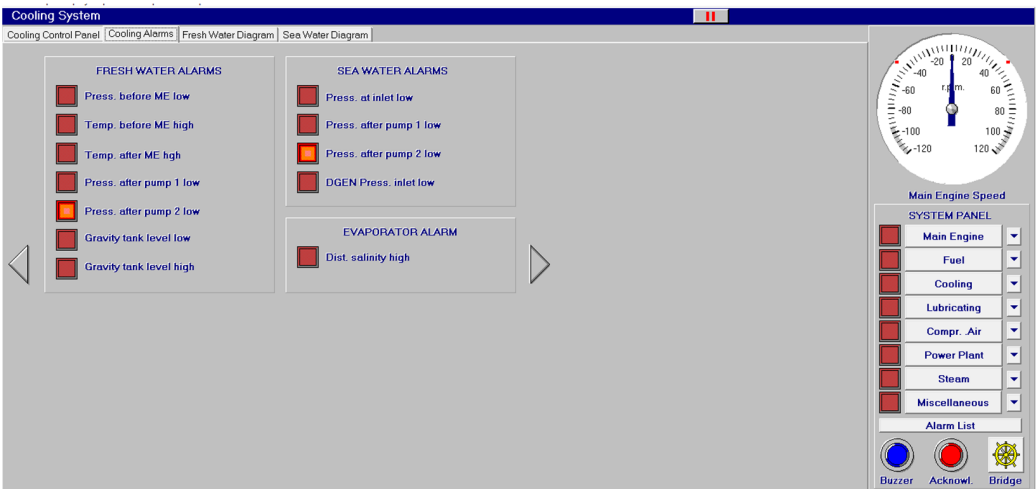 Cooling System
Cooling Control Panel Cooling Alarms Fresh Water Diagram Sea Water Diagram
FRESH WATER ALARMS
Press. before ME low
Temp. before ME high
Temp. after ME hgh
Press. after pump 1 low
Press. after pump 2 low
Gravity tank level low
Gravity tank level high
SEA WATER ALARMS
Press. at inlet low
Press. after pump 1 low
Press. after pump 2 low
DGEN Press. inlet low
EVAPORATOR ALARM
Dist. salinity high
-20 20
-40 40
r.p.m.
-60 60
-80 80
-100 100
-120 120
Main Engine Speed
SYSTEM PANEL
Main Engine
Fuel
Cooling
Lubricating
Compr. .Air
Power Plant
Steam
Miscellaneous
Alarm List
Buzzer Acknowl. Bridge